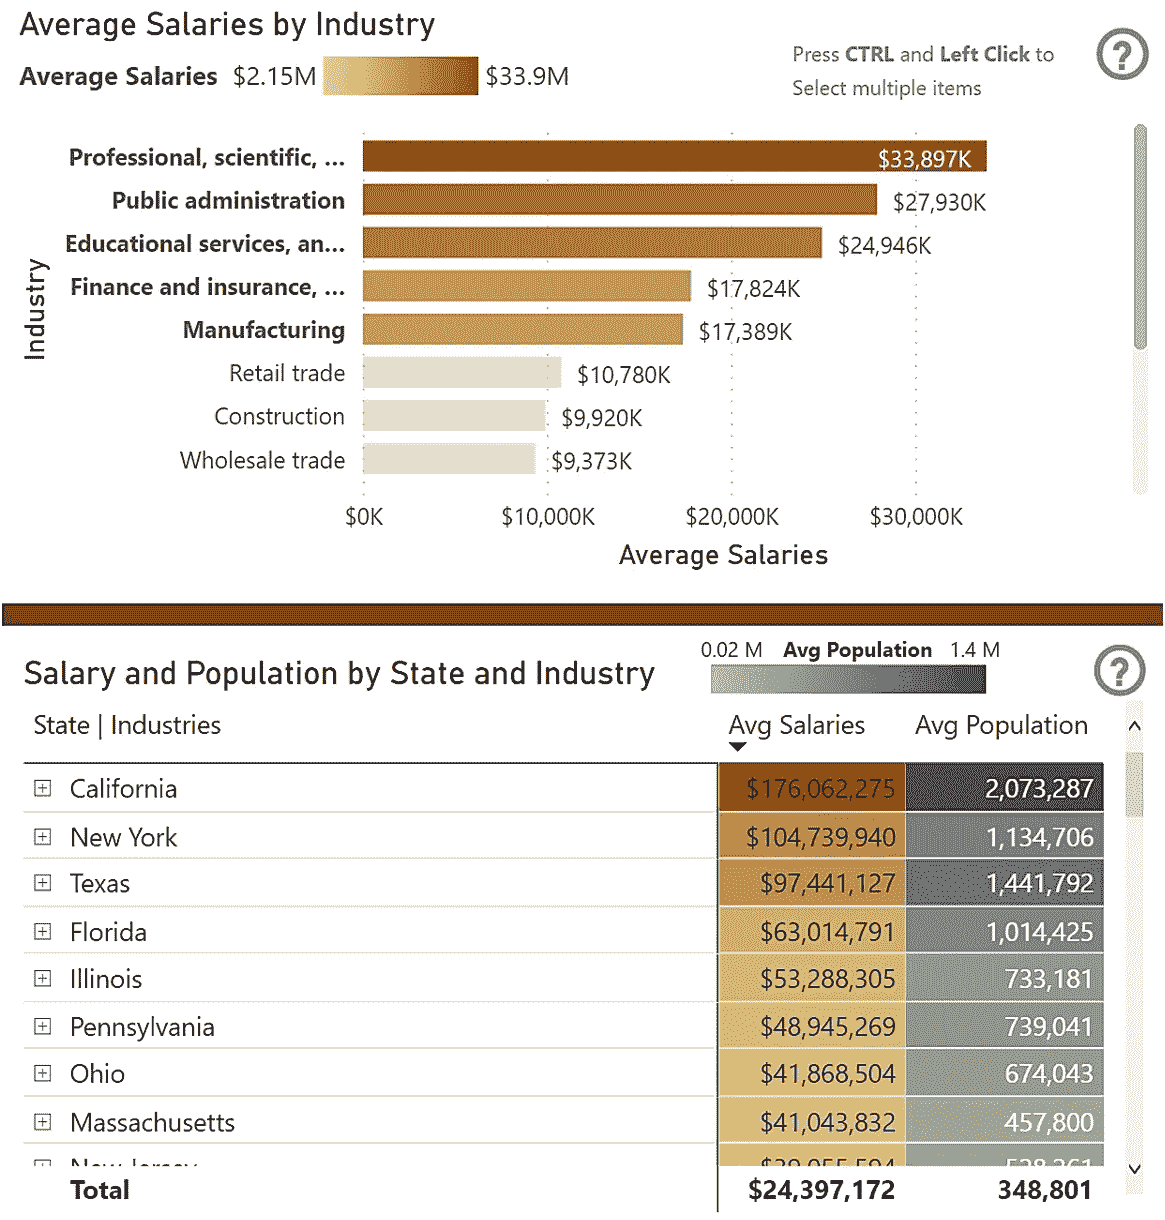 Average Salaries by Industry
Average Salaries $2.15M $33.9M
Press CTRL and Left Click to
Select multiple items
?
Industry
Professional, scientific, ... $33,897K
Public administration $27,930K
Educational services, an... $24,946K
Finance and insurance, ... $17,824K
Manufacturing $17,389K
Retail trade $10,780K
Construction $9,920K
Wholesale trade $9,373K
$0K $10,000K $20,000K $30,000K
Average Salaries
Salary and Population by State and Industry
0.02 M Avg Population 1.4 M
?
State | Industries Avg Salaries Avg Population
California $176,062,275 2,073,287
New York $104,739,940 1,134,706
Texas $97,441,127 1,441,792
Florida $63,014,791 1,014,425
Illinois $53,288,305 733,181
Pennsylvania $48,945,269 739,041
Ohio $41,868,504 674,043
Massachusetts $41,043,832 457,800
New Jersey
Total $24,397,172 348,801